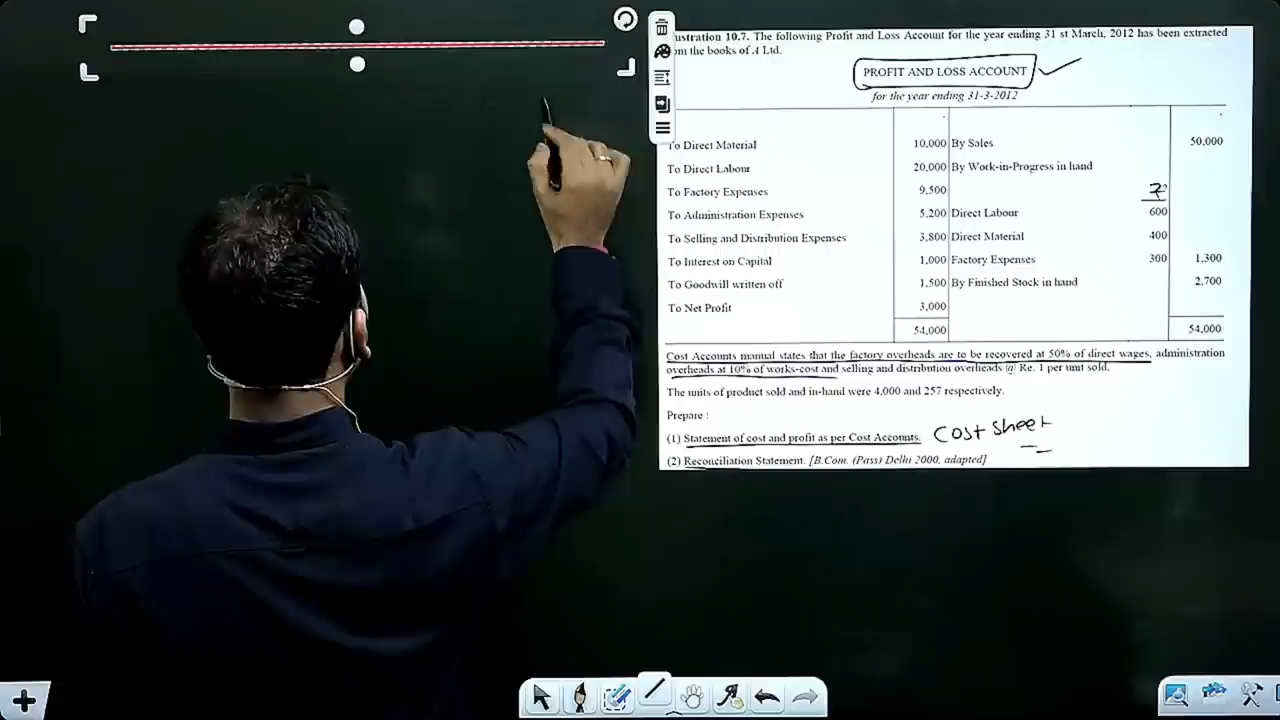 ustration 10.7. The following Profit and Loss Account for the year ending 31 st March, 2012 has been extracted
om the books of A Ltd.
PROFIT AND LOSS ACCOUNT
for the year ending 31-3-2012
To Direct Material 10,000 By Sales 50,000
To Direct Labour 20,000 By Work-in-Progress in hand
To Factory Expenses 9,500
To Administration Expenses 5,200 Direct Labour 600
To Selling and Distribution Expenses 3,800 Direct Material 400
To Interest on Capital 1,000 Factory Expenses 300 1,300
To Goodwill written off 1,500 By Finished Stock in hand 2,700
To Net Profit 3,000
54,000 54,000
Cost Accounts manual states that the factory overheads are to be recovered at 50% of direct wages, administration
overheads at 10% of works-cost and selling and distribution overheads @ Re. 1 per unit sold.
The units of product sold and in-hand were 4,000 and 257 respectively.
Prepare :
(1) Statement of cost and profit as per Cost Accounts. Cost Sheet
(2) Reconciliation Statement. [B.Com. (Pass) Delhi 2000, adapted]